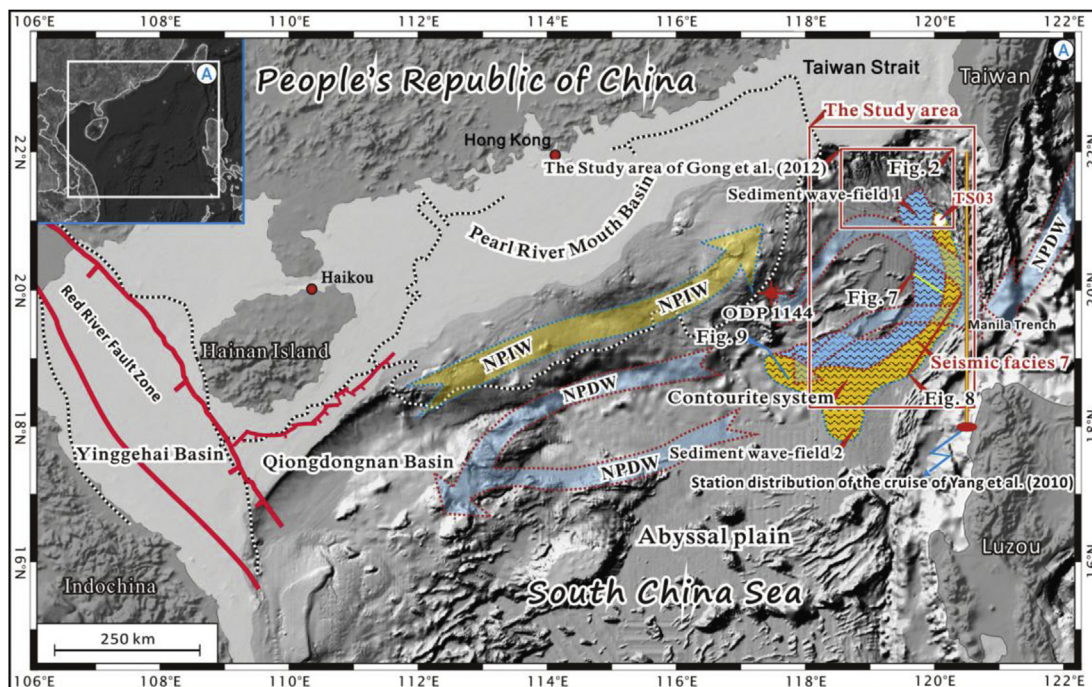 106°E 108°E 110°E 112°E 114°E 116°E 118°E 120°E 122°E
A
A
People's Republic of China
Taiwan Strait
Taiwan
The Study area
Hong Kong
22°N
22°N
The Study area of Gong et al. (2012)
Fig. 2
Sediment wave-field 1
TS03
Pearl River Mouth Basin
NPDW
Haikou
20°N
20°N
NPIW
Fig. 7
ODP 1144
Red River Fault Zone
Hainan Island
Fig. 9
Manila Trench
NPIW
Seismic facies 7
NPDW
Contourite system
Fig. 8
18°N
18°N
Yinggehai Basin
Qiongdongnan Basin
NPDW
Sediment wave-field 2
Station distribution of the cruise of Yang et al. (2010)
Abyssal plain
16°N
16°N
Luzou
Indochina
South China Sea
250 km
106°E 108°E 110°E 112°E 114°E 116°E 118°E 120°E 122°E